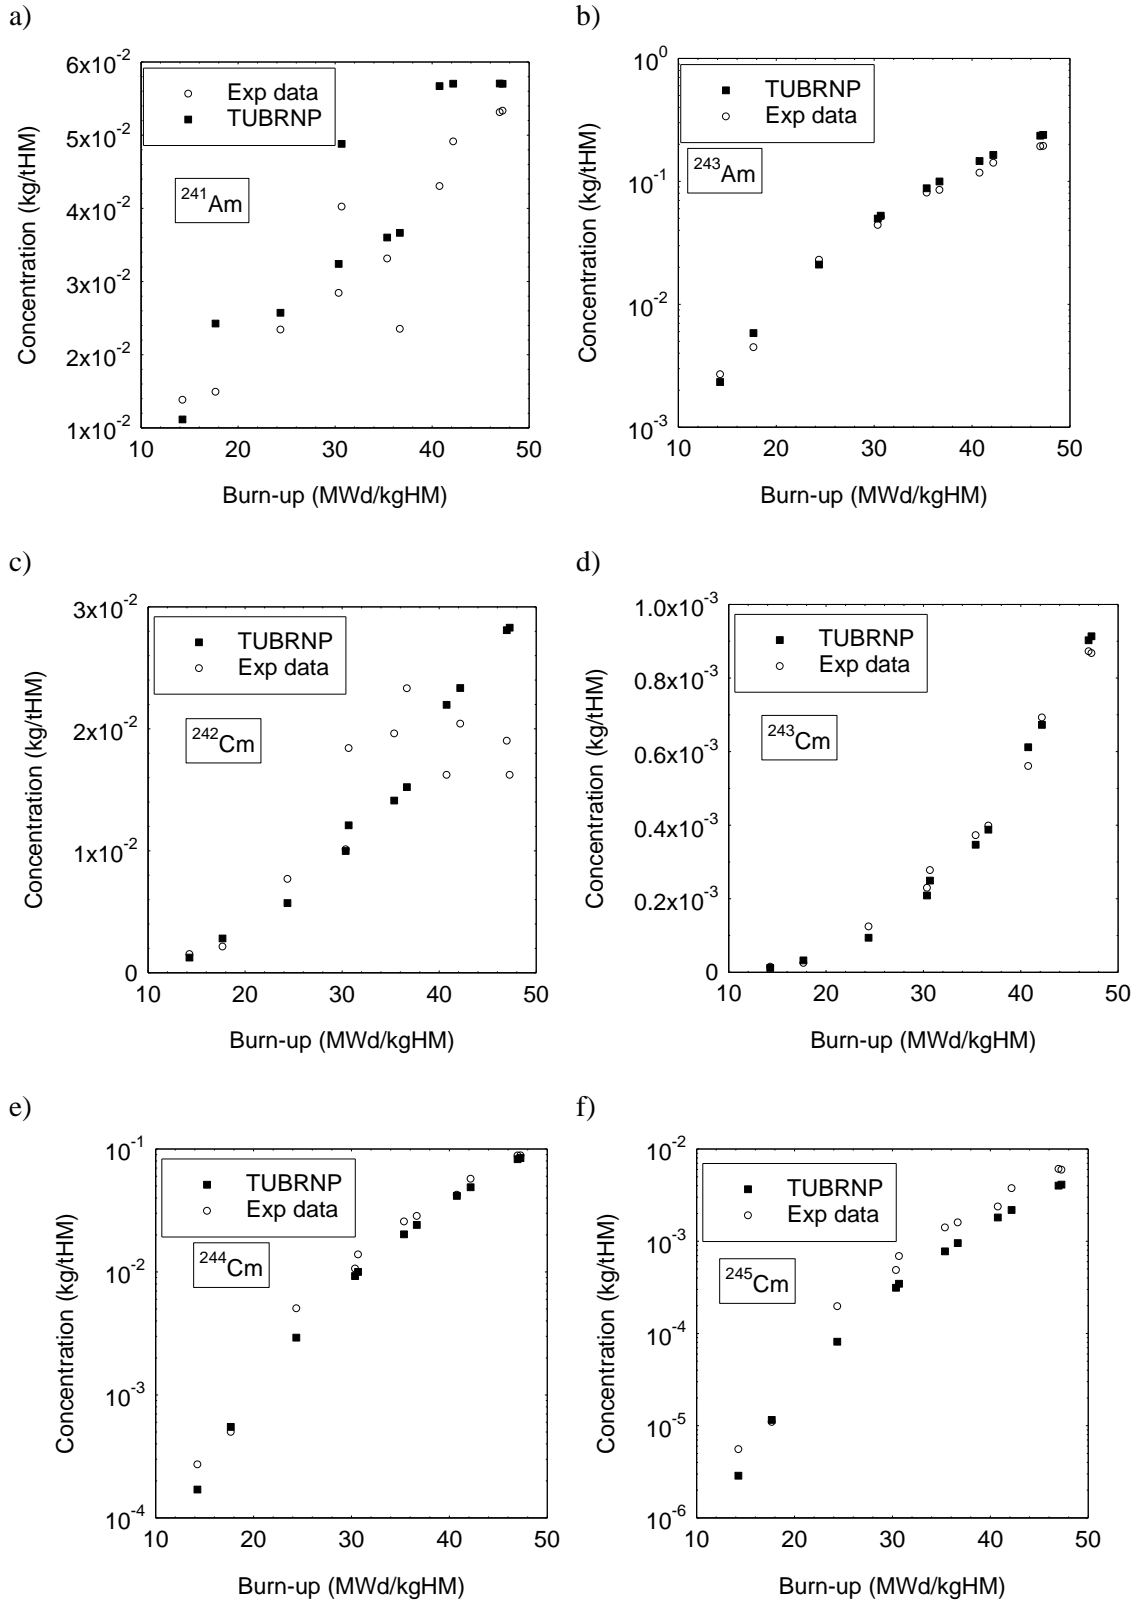 a)
6x10⁻²
5x10⁻²
4x10⁻²
3x10⁻²
2x10⁻²
1x10⁻²
Concentration (kg/tHM)
Exp data
TUBRNP
²⁴¹Am
10 20 30 40 50
Burn-up (MWd/kgHM)
b)
10⁰
10⁻¹
10⁻²
10⁻³
Concentration (kg/tHM)
TUBRNP
Exp data
²⁴³Am
10 20 30 40 50
Burn-up (MWd/kgHM)
c)
3x10⁻²
2x10⁻²
1x10⁻²
0
Concentration (kg/tHM)
TUBRNP
Exp data
²⁴²Cm
10 20 30 40 50
Burn-up (MWd/kgHM)
d)
1.0x10⁻³
0.8x10⁻³
0.6x10⁻³
0.4x10⁻³
0.2x10⁻³
0
Concentration (kg/tHM)
TUBRNP
Exp data
²⁴³Cm
10 20 30 40 50
Burn-up (MWd/kgHM)
e)
10⁻¹
10⁻²
10⁻³
10⁻⁴
Concentration (kg/tHM)
TUBRNP
Exp data
²⁴⁴Cm
10 20 30 40 50
Burn-up (MWd/kgHM)
f)
10⁻²
10⁻³
10⁻⁴
10⁻⁵
10⁻⁶
Concentration (kg/tHM)
TUBRNP
Exp data
²⁴⁵Cm
10 20 30 40 50
Burn-up (MWd/kgHM)